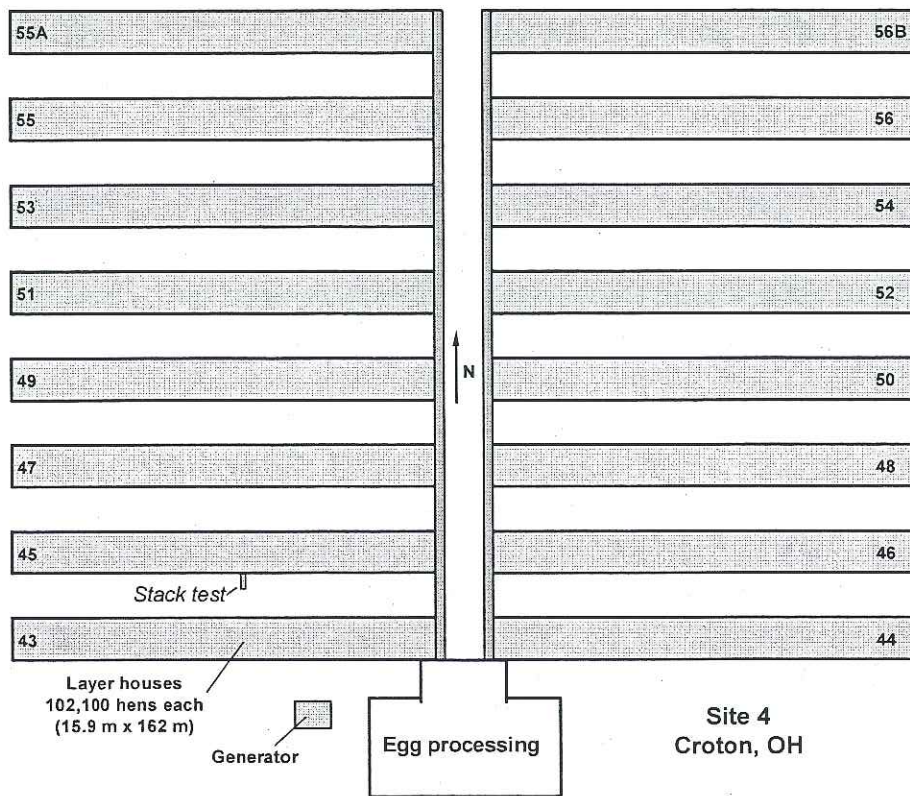 55A
56B
55
56
53
54
51
52
N
49
50
47
48
45
46
Stack test
43
44
Layer houses
102,100 hens each
(15.9 m x 162 m)
Generator
Egg processing
Site 4
Croton, OH